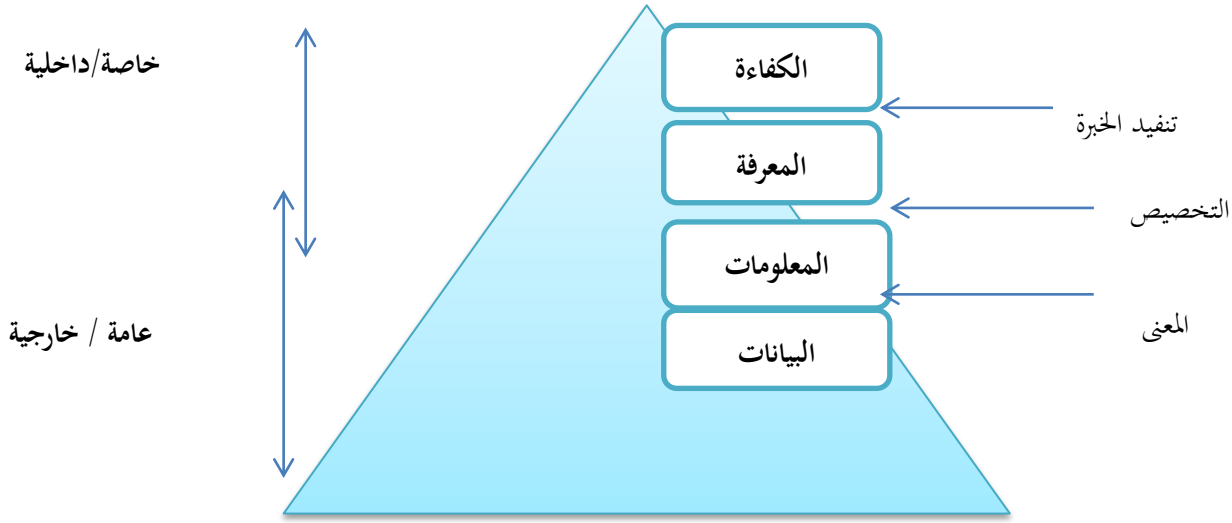 خاصة/داخلية
الكفاءة
تنفيد الخبرة
المعرفة
التخصيص
المعلومات
عامة / خارجية
المعنى
البيانات